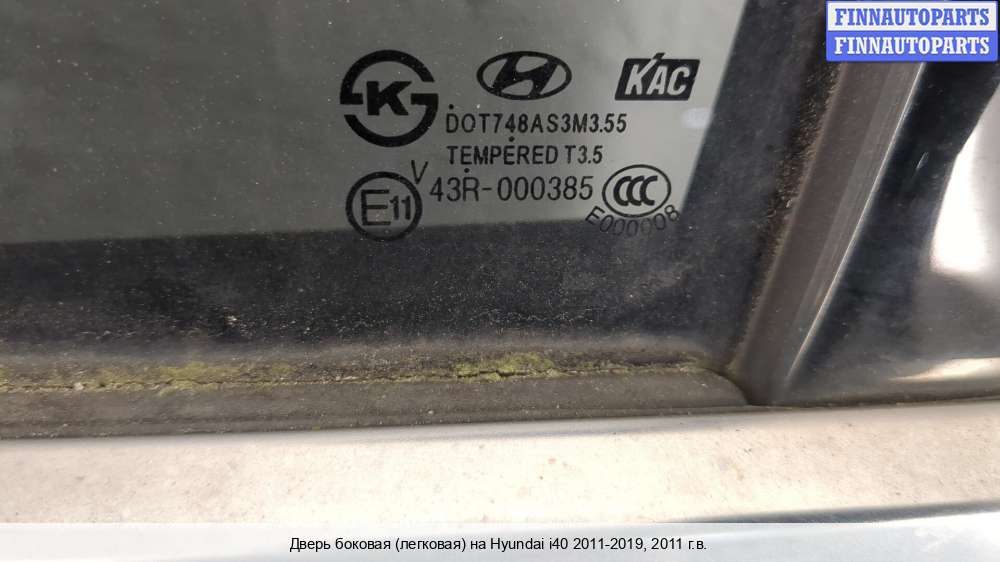 FINNAUTOPARTS
FINNAUTOPARTS
KAC
DOT748AS3M3.55
TEMPERED T3.5
V 43R-000385
E11
CCC
E000008
Дверь боковая (легковая) на Hyundai i40 2011-2019, 2011 г.в.